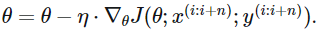 θ = θ − η · ∇_θ J(θ; x^{(i:i+n)}; y^{(i:i+n)}).